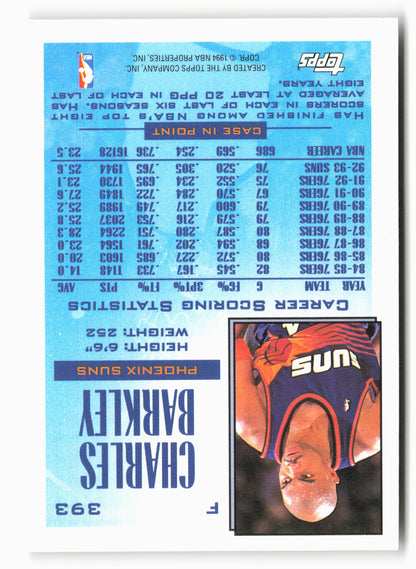 393
F
CHARLES
BARKLEY
PHOENIX SUNS
HEIGHT: 6'6"
WEIGHT: 252
SUNS
CAREER SCORING STATISTICS
YEAR TEAM G FG% 3PT% FT% PTS AVG
84-85 76ERS 82 .545 .167 .733 1148 14.0
85-86 76ERS 80 .572 .227 .685 1603 20.0
86-87 76ERS 68 .594 .202 .761 1564 23.0
87-88 76ERS 80 .587 .280 .751 2264 28.3
88-89 76ERS 79 .579 .216 .753 2037 25.8
89-90 76ERS 79 .600 .217 .749 1989 25.2
90-91 76ERS 67 .570 .284 .722 1849 27.6
91-92 76ERS 75 .552 .234 .695 1730 23.1
92-93 SUNS 76 .520 .305 .765 1944 25.6
NBA CAREER 686 .569 .254 .736 16128 23.5
CASE IN POINT
HAS FINISHED AMONG NBA'S TOP EIGHT
SCORERS IN EACH OF LAST SIX SEASONS. HAS
AVERAGED AT LEAST 20 PPG IN EACH OF LAST
EIGHT YEARS.
Topps
CREATED BY THE TOPPS COMPANY, INC.
COPR. © 1994 NBA PROPERTIES, INC.
NBA